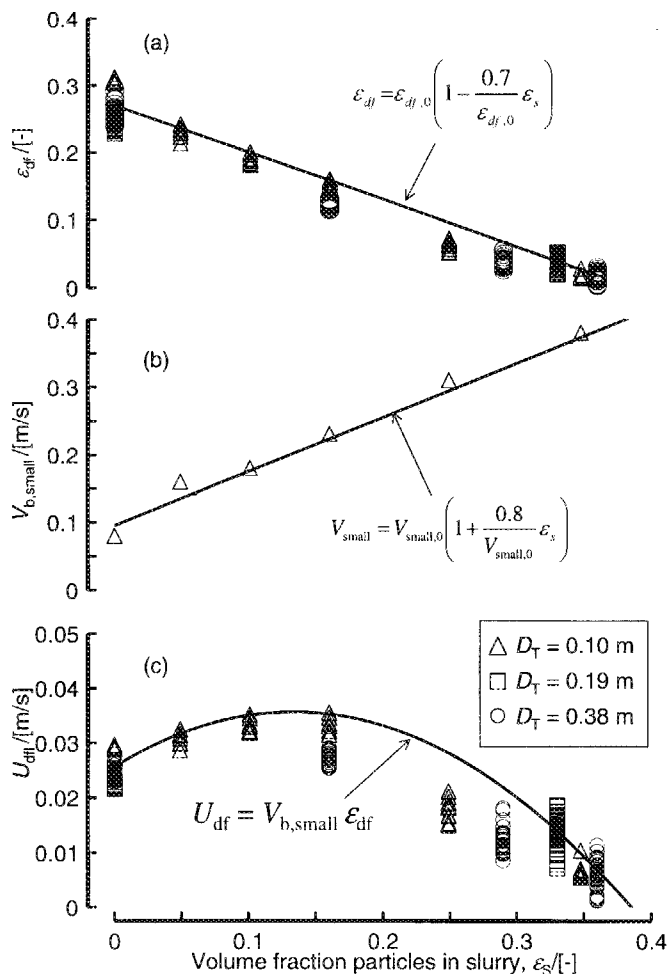 (a)
0.4
0.3
0.2
0.1
0
ε_df/[-]
ε_df = ε_df,0 (1 − 0.7/ε_df,0 ε_s)
(b)
0.4
0.3
0.2
0.1
0
V_b,small/[m/s]
V_small = V_small,0 (1 + 0.8/V_small,0 ε_s)
(c)
0.05
0.04
0.03
0.02
0.01
0
U_df/[m/s]
△ D_T = 0.10 m
□ D_T = 0.19 m
○ D_T = 0.38 m
U_df = V_b,small ε_df
0 0.1 0.2 0.3 0.4
Volume fraction particles in slurry, ε_S/[-]